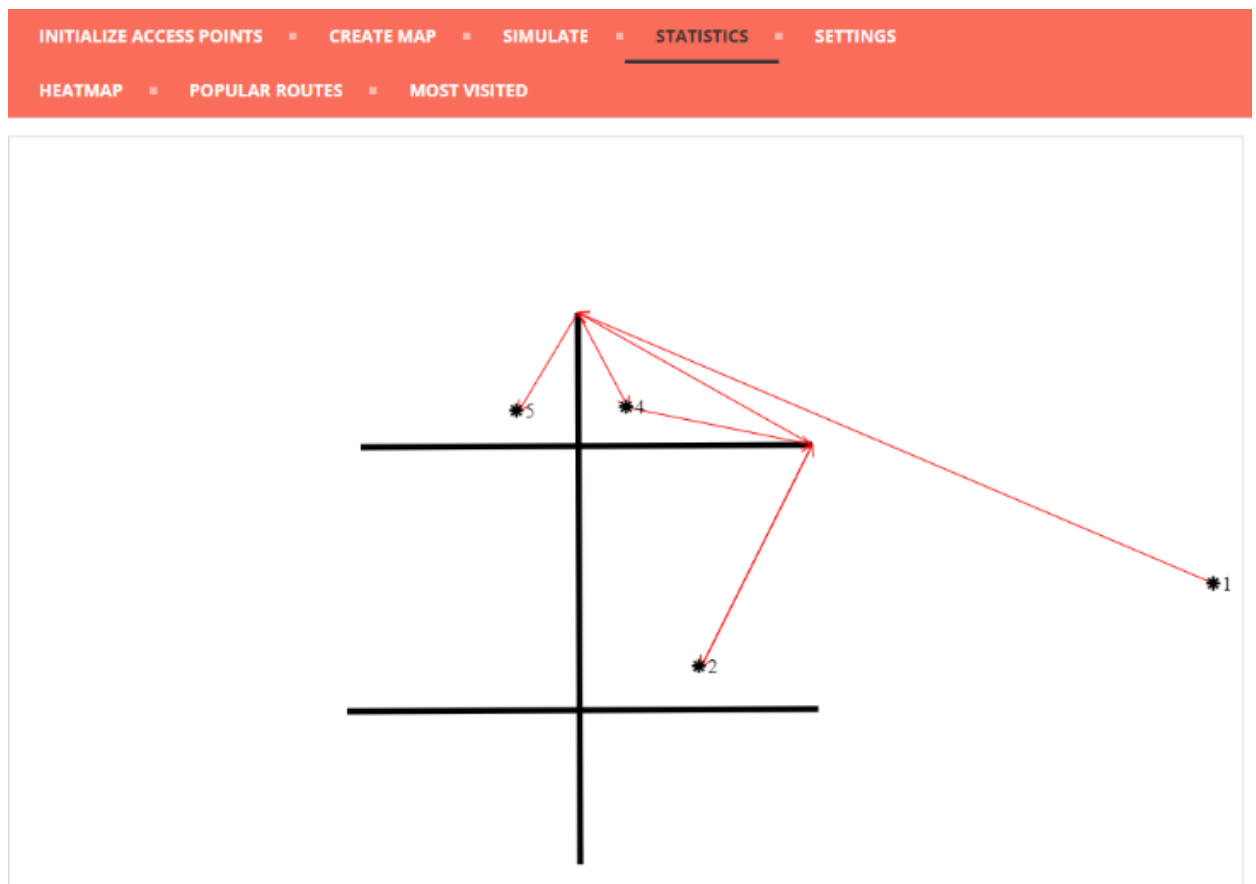 INITIALIZE ACCESS POINTS CREATE MAP SIMULATE STATISTICS SETTINGS
HEATMAP POPULAR ROUTES MOST VISITED
5 4
1
2